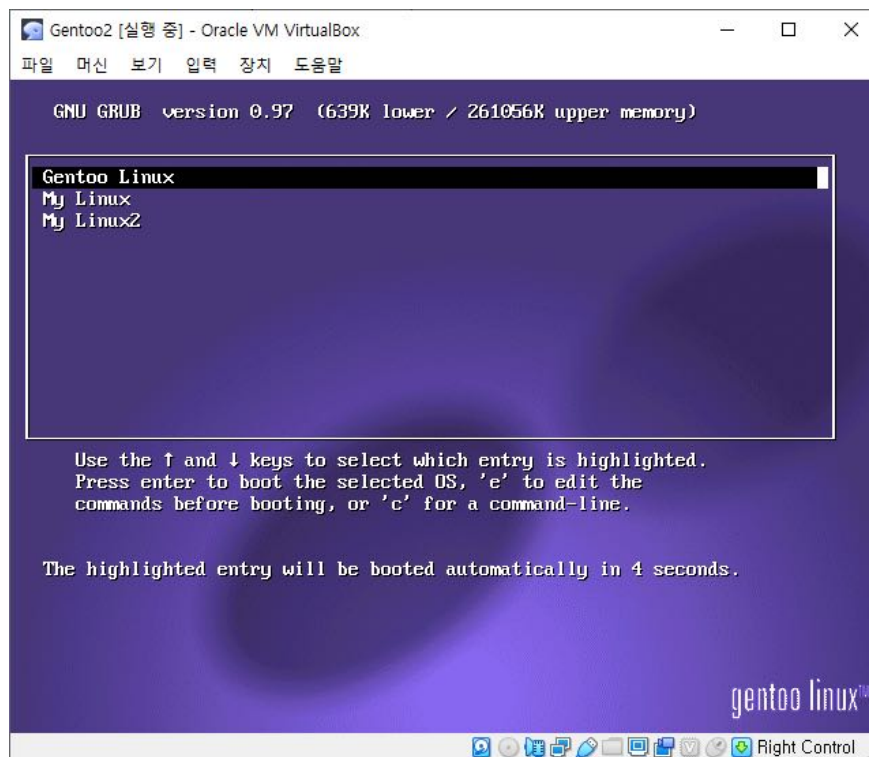 Gentoo2 [실행 중] - Oracle VM VirtualBox
파일 머신 보기 입력 장치 도움말
GNU GRUB version 0.97 (639K lower / 261056K upper memory)
Gentoo Linux
My Linux
My Linux2
Use the ↑ and ↓ keys to select which entry is highlighted.
Press enter to boot the selected OS, 'e' to edit the
commands before booting, or 'c' for a command-line.
The highlighted entry will be booted automatically in 4 seconds.
gentoo linux™
Right Control